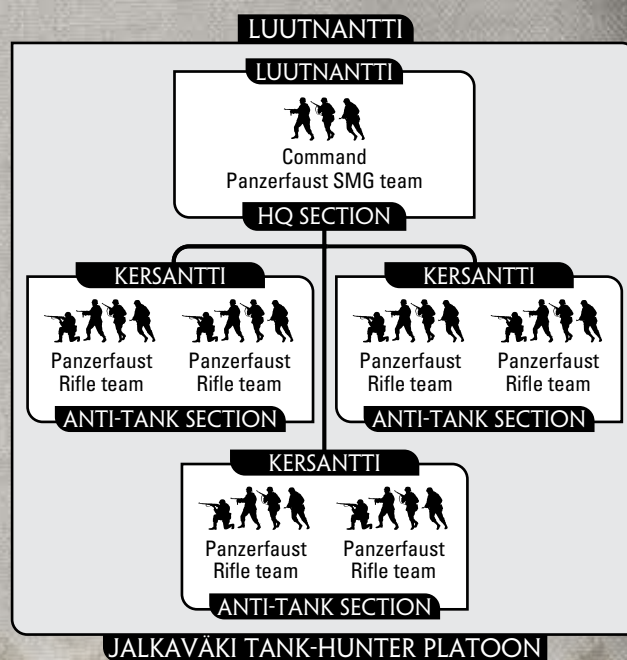 LUUTNANTTI
LUUTNANTTI
Command
Panzerfaust SMG team
HQ SECTION
KERSANTTI
Panzerfaust
Rifle team
Panzerfaust
Rifle team
ANTI-TANK SECTION
KERSANTTI
Panzerfaust
Rifle team
Panzerfaust
Rifle team
ANTI-TANK SECTION
KERSANTTI
Panzerfaust
Rifle team
Panzerfaust
Rifle team
ANTI-TANK SECTION
JALKAVÄKI TANK-HUNTER PLATOON